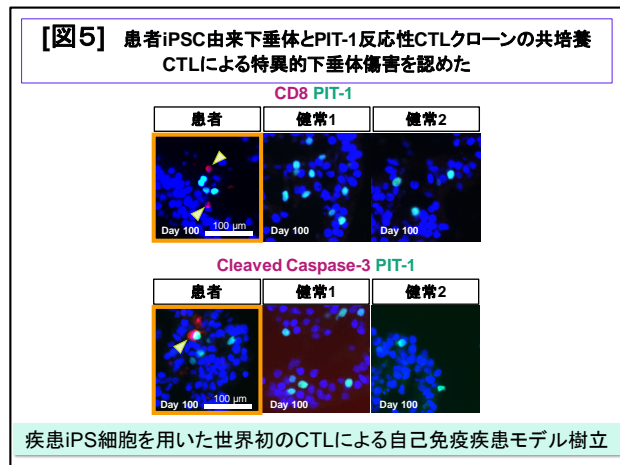 [図5] 患者iPSC由来下垂体とPIT-1反応性CTLクローンの共培養
CTLによる特異的下垂体傷害を認めた
CD8 PIT-1
患者 健常1 健常2
Day 100 100 μm Day 100 Day 100
Cleaved Caspase-3 PIT-1
患者 健常1 健常2
Day 100 100 μm Day 100 Day 100
疾患iPS細胞を用いた世界初のCTLによる自己免疫疾患モデル樹立